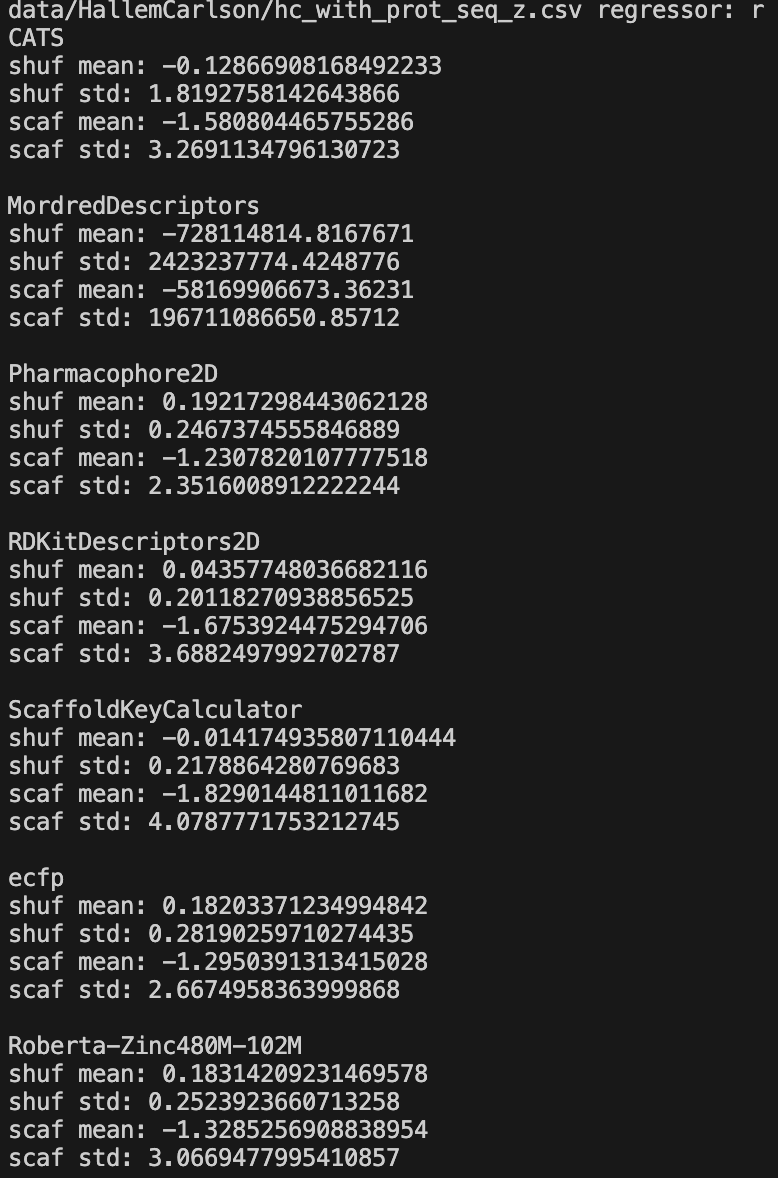 data/HallemCarlson/hc_with_prot_seq_z.csv regressor: r
CATS
shuf mean: -0.12866908168492233
shuf std: 1.8192758142643866
scaf mean: -1.580804465755286
scaf std: 3.2691134796130723
MordredDescriptors
shuf mean: -728114814.8167671
shuf std: 2423237774.4248776
scaf mean: -58169906673.36231
scaf std: 196711086650.85712
Pharmacophore2D
shuf mean: 0.19217298443062128
shuf std: 0.2467374555846889
scaf mean: -1.2307820107777518
scaf std: 2.3516008912222244
RDKitDescriptors2D
shuf mean: 0.04357748036682116
shuf std: 0.20118270938856525
scaf mean: -1.6753924475294706
scaf std: 3.6882497992702787
ScaffoldKeyCalculator
shuf mean: -0.014174935807110444
shuf std: 0.2178864280769683
scaf mean: -1.8290144811011682
scaf std: 4.0787771753212745
ecfp
shuf mean: 0.18203371234994842
shuf std: 0.28190259710274435
scaf mean: -1.2950391313415028
scaf std: 2.6674958363999868
Roberta-Zinc480M-102M
shuf mean: 0.18314209231469578
shuf std: 0.2523923660713258
scaf mean: -1.3285256908838954
scaf std: 3.0669477995410857